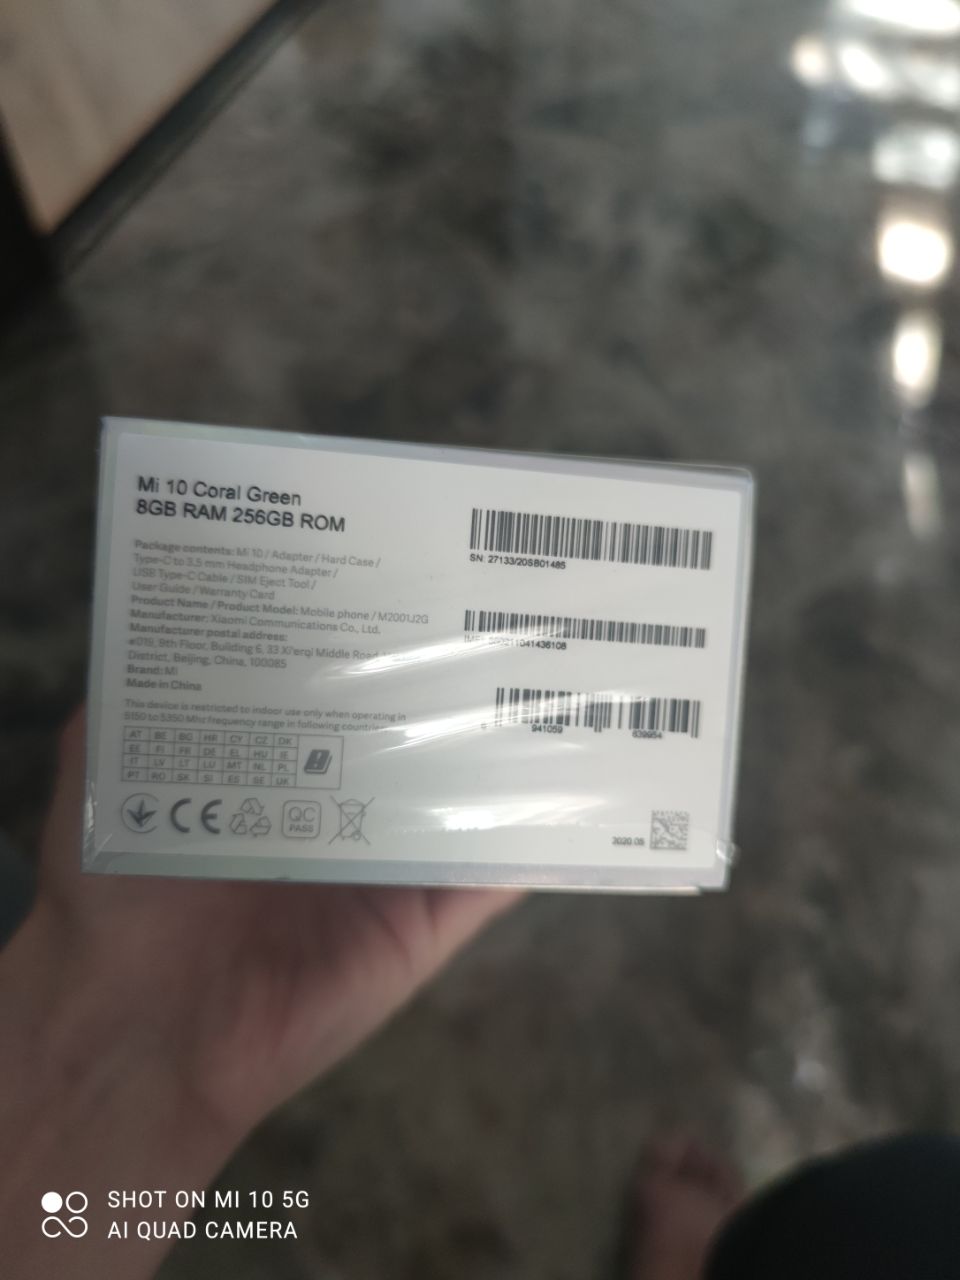 Mi 10 Coral Green
8GB RAM 256GB ROM
Package contents: Mi 10 / Adapter / Hard Case /
Type-C to 3.5 mm Headphone Adapter /
USB Type-C Cable / SIM Eject Tool /
User Guide / Warranty Card
Product Name / Product Model: Mobile phone / M2001J2G
Manufacturer: Xiaomi Communications Co., Ltd.
Manufacturer postal address:
#019, 9th Floor, Building 6, 33 Xi'erqi Middle Road,
District, Beijing, China, 100085
Brand: Mi
Made in China
This device is restricted to indoor use only when operating in
5150 to 5350 Mhz frequency range in following countries
AT BE BG HR CY CZ DK
EE FI FR DE EL HU IE
IT LV LT LU MT NL PL
PT RO SK SI ES SE UK
CE
QC
PASS
SN: 27133/20SB01485
941059
839954
2020.05
SHOT ON MI 10 5G
AI QUAD CAMERA